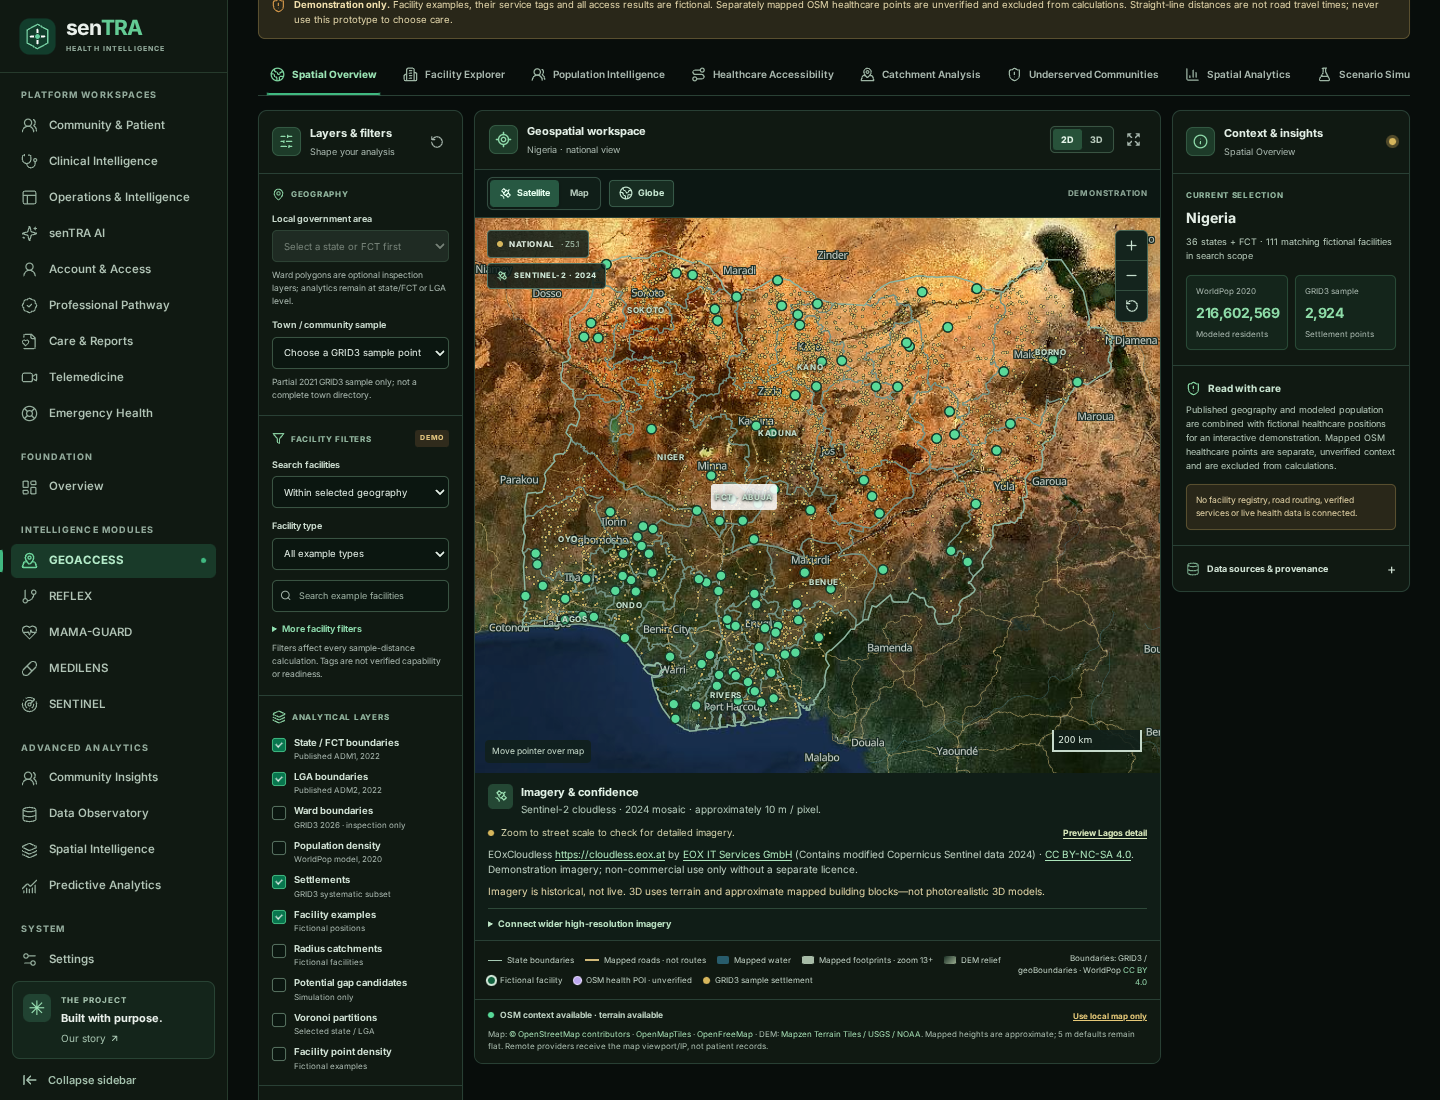 senTRA
HEALTH INTELLIGENCE
PLATFORM WORKSPACES
Community & Patient
Clinical Intelligence
Operations & Intelligence
senTRA AI
Account & Access
Professional Pathway
Care & Reports
Telemedicine
Emergency Health
FOUNDATION
Overview
INTELLIGENCE MODULES
GEOACCESS
REFLEX
MAMA-GUARD
MEDILENS
SENTINEL
ADVANCED ANALYTICS
Community Insights
Data Observatory
Spatial Intelligence
Predictive Analytics
SYSTEM
Settings
THE PROJECT
Built with purpose.
Our story ↗
Collapse sidebar
Demonstration only. Facility examples, their service tags and all access results are fictional. Separately mapped OSM healthcare points are unverified and excluded from calculations. Straight-line distances are not road travel times; never
use this prototype to choose care.
Spatial Overview
Facility Explorer
Population Intelligence
Healthcare Accessibility
Catchment Analysis
Underserved Communities
Spatial Analytics
Scenario Simu
Layers & filters
Shape your analysis
GEOGRAPHY
Local government area
Select a state or FCT first
Ward polygons are optional inspection
layers; analytics remain at state/FCT or LGA
level.
Town / community sample
Choose a GRID3 sample point
Partial 2021 GRID3 sample only; not a
complete town directory.
FACILITY FILTERS
DEMO
Search facilities
Within selected geography
Facility type
All example types
Search example facilities
More facility filters
Filters affect every sample-distance
calculation. Tags are not verified capability
or readiness.
ANALYTICAL LAYERS
State / FCT boundaries
Published ADM1, 2022
LGA boundaries
Published ADM2, 2022
Ward boundaries
GRID3 2026 · inspection only
Population density
WorldPop model, 2020
Settlements
GRID3 systematic subset
Facility examples
Fictional positions
Radius catchments
Fictional facilities
Potential gap candidates
Simulation only
Voronoi partitions
Selected state / LGA
Facility point density
Fictional examples
Geospatial workspace
Nigeria · national view
2D
3D
Satellite
Map
Globe
DEMONSTRATION
NATIONAL · Z5.1
SENTINEL-2 · 2024
Zinder
Maradi
Dosso
Sokoto
SOKOTO
N'Djamena
BORNO
KANO
Zaria
Maroua
Kaduna
KADUNA
Jos
NIGER
Minna
Parakou
Garoua
Yola
FCT - ABUJA
Ilorin
OYO
Ogbomosho
Makurdi
BENUE
ONDO
LAGOS
Lagos
Cotonou
Benin City
Bamenda
Warri
RIVERS
Port Harcourt
Douala
Yaoundé
Malabo
200 km
Move pointer over map
Imagery & confidence
Sentinel-2 cloudless · 2024 mosaic · approximately 10 m / pixel.
Zoom to street scale to check for detailed imagery.
Preview Lagos detail
EOxCloudless https://cloudless.eox.at by EOX IT Services GmbH (Contains modified Copernicus Sentinel data 2024) · CC BY-NC-SA 4.0.
Demonstration imagery; non-commercial use only without a separate licence.
Imagery is historical, not live. 3D uses terrain and approximate mapped building blocks—not photorealistic 3D models.
Connect wider high-resolution imagery
State boundaries
Mapped roads · not routes
Mapped water
Mapped footprints · zoom 13+
DEM relief
Fictional facility
OSM health POI · unverified
GRID3 sample settlement
Boundaries: GRID3 /
geoBoundaries · WorldPop CC BY
4.0
OSM context available · terrain available
Use local map only
Map: © OpenStreetMap contributors · OpenMapTiles · OpenFreeMap · DEM: Mapzen Terrain Tiles / USGS / NOAA. Mapped heights are approximate; 5 m defaults remain
flat. Remote providers receive the map viewport/IP, not patient records.
Context & insights
Spatial Overview
CURRENT SELECTION
Nigeria
36 states + FCT · 111 matching fictional facilities
in search scope
WorldPop 2020
216,602,569
Modeled residents
GRID3 sample
2,924
Settlement points
Read with care
Published geography and modeled population
are combined with fictional healthcare positions
for an interactive demonstration. Mapped OSM
healthcare points are separate, unverified context
and are excluded from calculations.
No facility registry, road routing, verified
services or live health data is connected.
Data sources & provenance
+